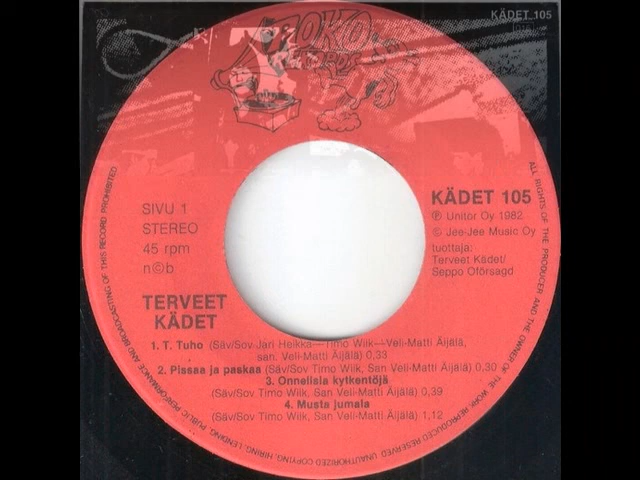 KÄDET 105
POKO
SIVU 1
STEREO
45 rpm
n©b
KÄDET 105
℗ Unitor Oy 1982
© Jee-Jee Music Oy
tuottaja:
Terveet Kädet/
Seppo Oförsagd
TERVEET
KÄDET
1. T. Tuho (Säv/Sov Jari Heikka—Timo Wiik—Veli-Matti Äijälä,
san. Veli-Matti Äijälä) 0,33
2. Pissaa ja paskaa (Säv/Sov Timo Wiik, San Veli-Matti Äijälä) 0,30
3. Onnelisia kytkentöjä
(Säv/Sov Timo Wiik, San Veli-Matti Äijälä) 0,39
4. Musta jumala
(Säv/Sov Timo Wiik, San Veli-Matti Äijälä) 1,12
ALL RIGHTS OF THE PRODUCER AND THE OWNER OF THE WORK REPRODUCED RESERVED. UNAUTHORIZED COPYING, HIRING, LENDING, PUBLIC PERFORMANCE AND BROADCASTING OF THIS RECORD PROHIBITED